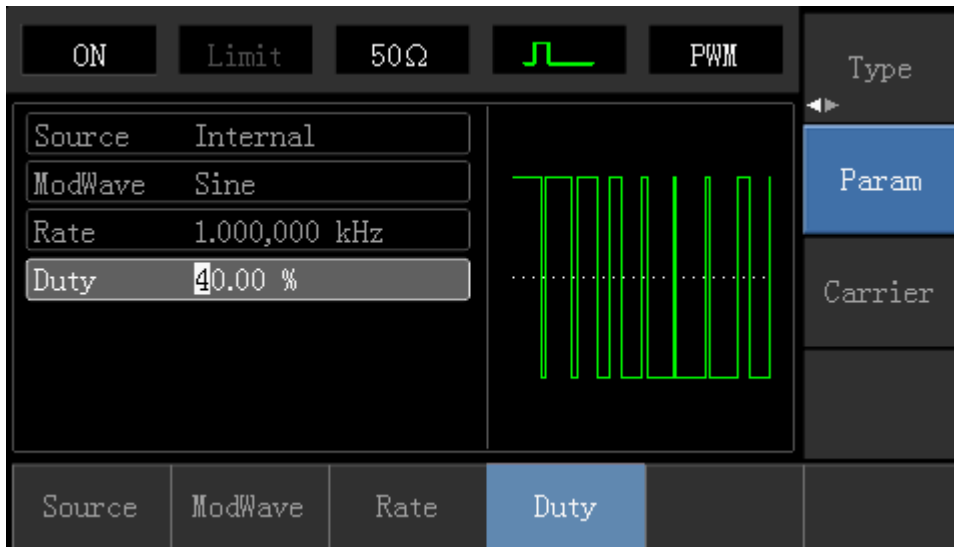 ON Limit 50Ω PWM
Type
Source Internal
ModWave Sine
Rate 1.000,000 kHz
Duty 40.00 %
Param
Carrier
Source ModWave Rate Duty